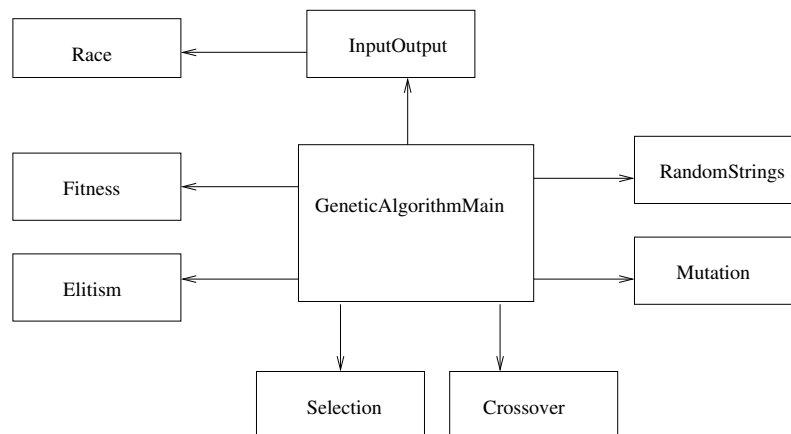 InputOutput
Race
RandomStrings
Fitness
GeneticAlgorithmMain
Mutation
Elitism
Selection
Crossover